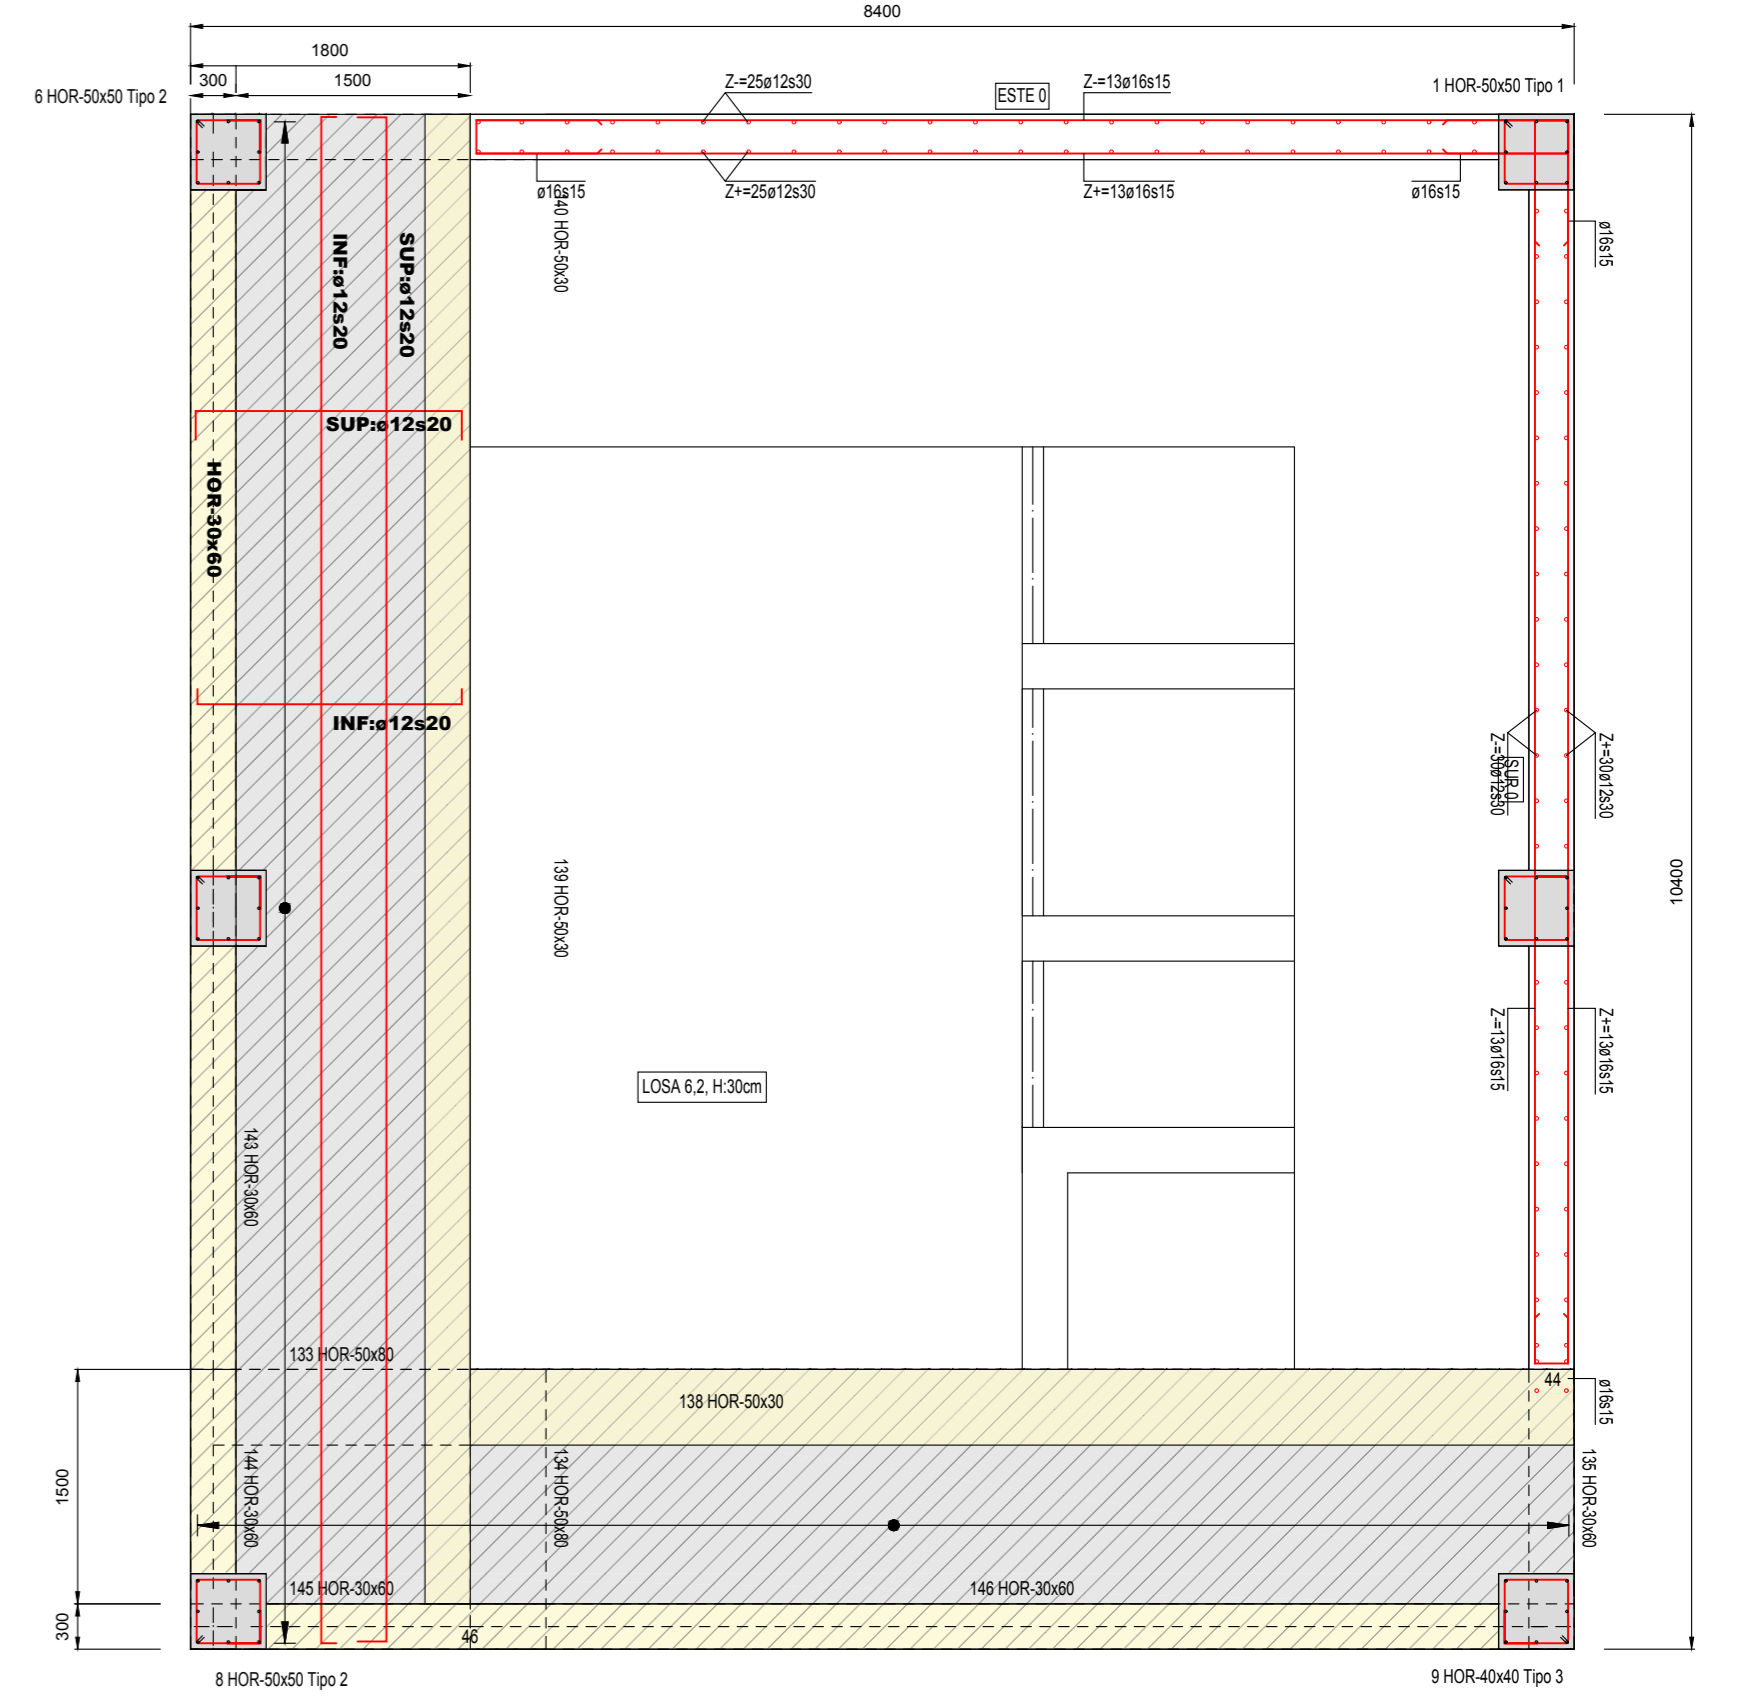 8400
1800
300
1500
6 HOR-50x50 Tipo 2
Z-=25ø12s30
ESTE 0
Z-=13ø16s15
1 HOR-50x50 Tipo 1
ø16s15
Z+=25ø12s30
Z+=13ø16s15
ø16s15
140 HOR-50x30
ø16s15
INF:ø12s20
SUP:ø12s20
SUP:ø12s20
HOR-30x60
INF:ø12s20
Z-=30ø12s30
SUR 0
Z+=30ø12s30
139 HOR-50x30
10400
Z-=13ø16s15
Z+=13ø16s15
LOSA 6,2, H:30cm
143 HOR-30x60
133 HOR-50x80
44
ø16s15
138 HOR-50x30
1500
144 HOR-30x60
134 HOR-50x80
135 HOR-30x60
145 HOR-30x60
146 HOR-30x60
300
46
8 HOR-50x50 Tipo 2
9 HOR-40x40 Tipo 3